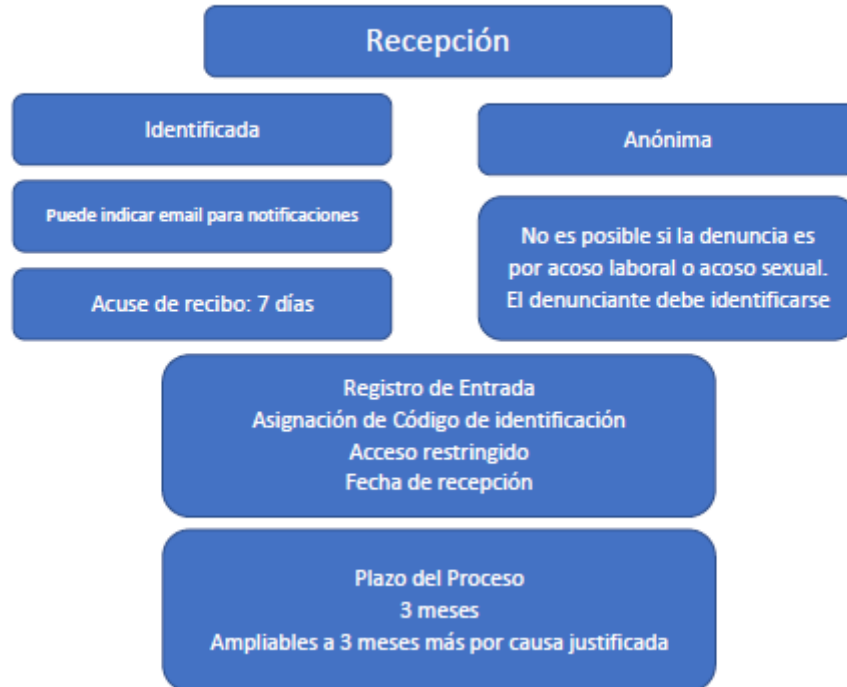 Recepción
Identificada
Puede indicar email para notificaciones
Acuse de recibo: 7 días
Anónima
No es posible si la denuncia es
por acoso laboral o acoso sexual.
El denunciante debe identificarse
Registro de Entrada
Asignación de Código de identificación
Acceso restringido
Fecha de recepción
Plazo del Proceso
3 meses
Ampliables a 3 meses más por causa justificada